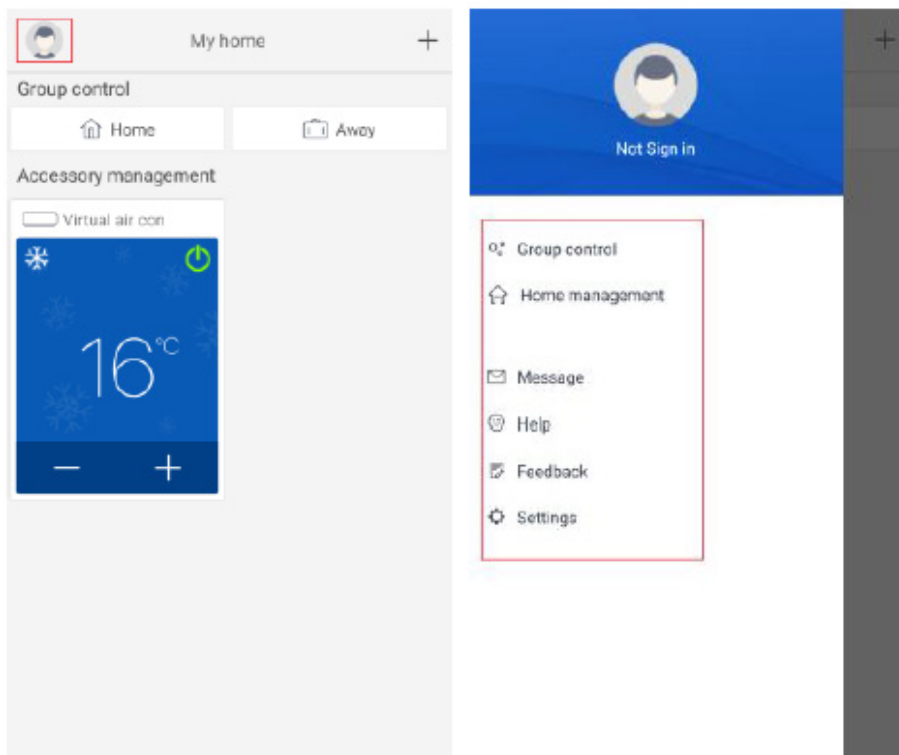 My home
+
Group control
Home
Away
Accessory management
Virtual air con
16°C
− +
Not Sign in
Group control
Home management
Message
Help
Feedback
Settings
+